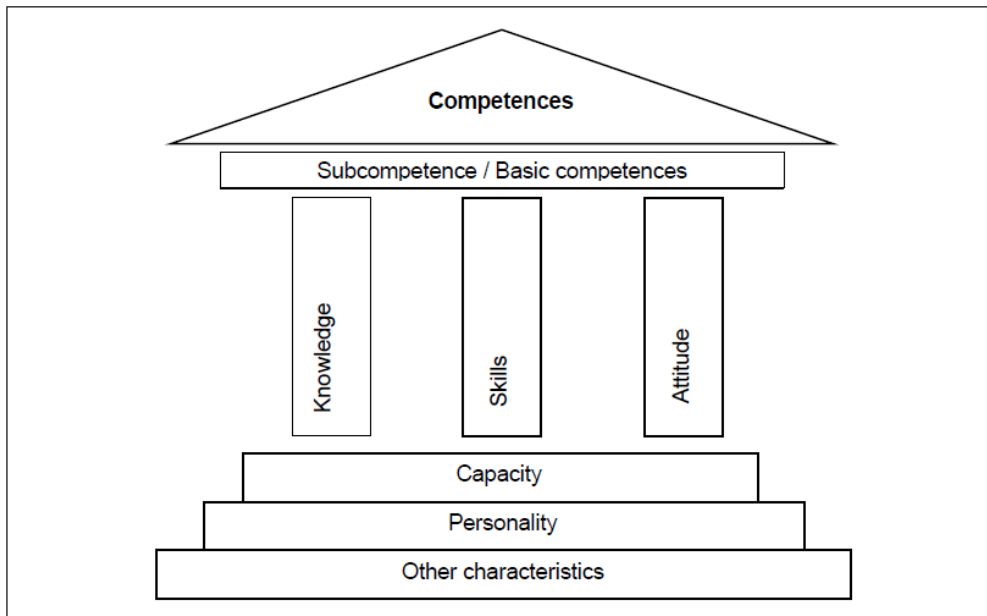 Competences
Subcompetence / Basic competences
Knowledge
Skills
Attitude
Capacity
Personality
Other characteristics